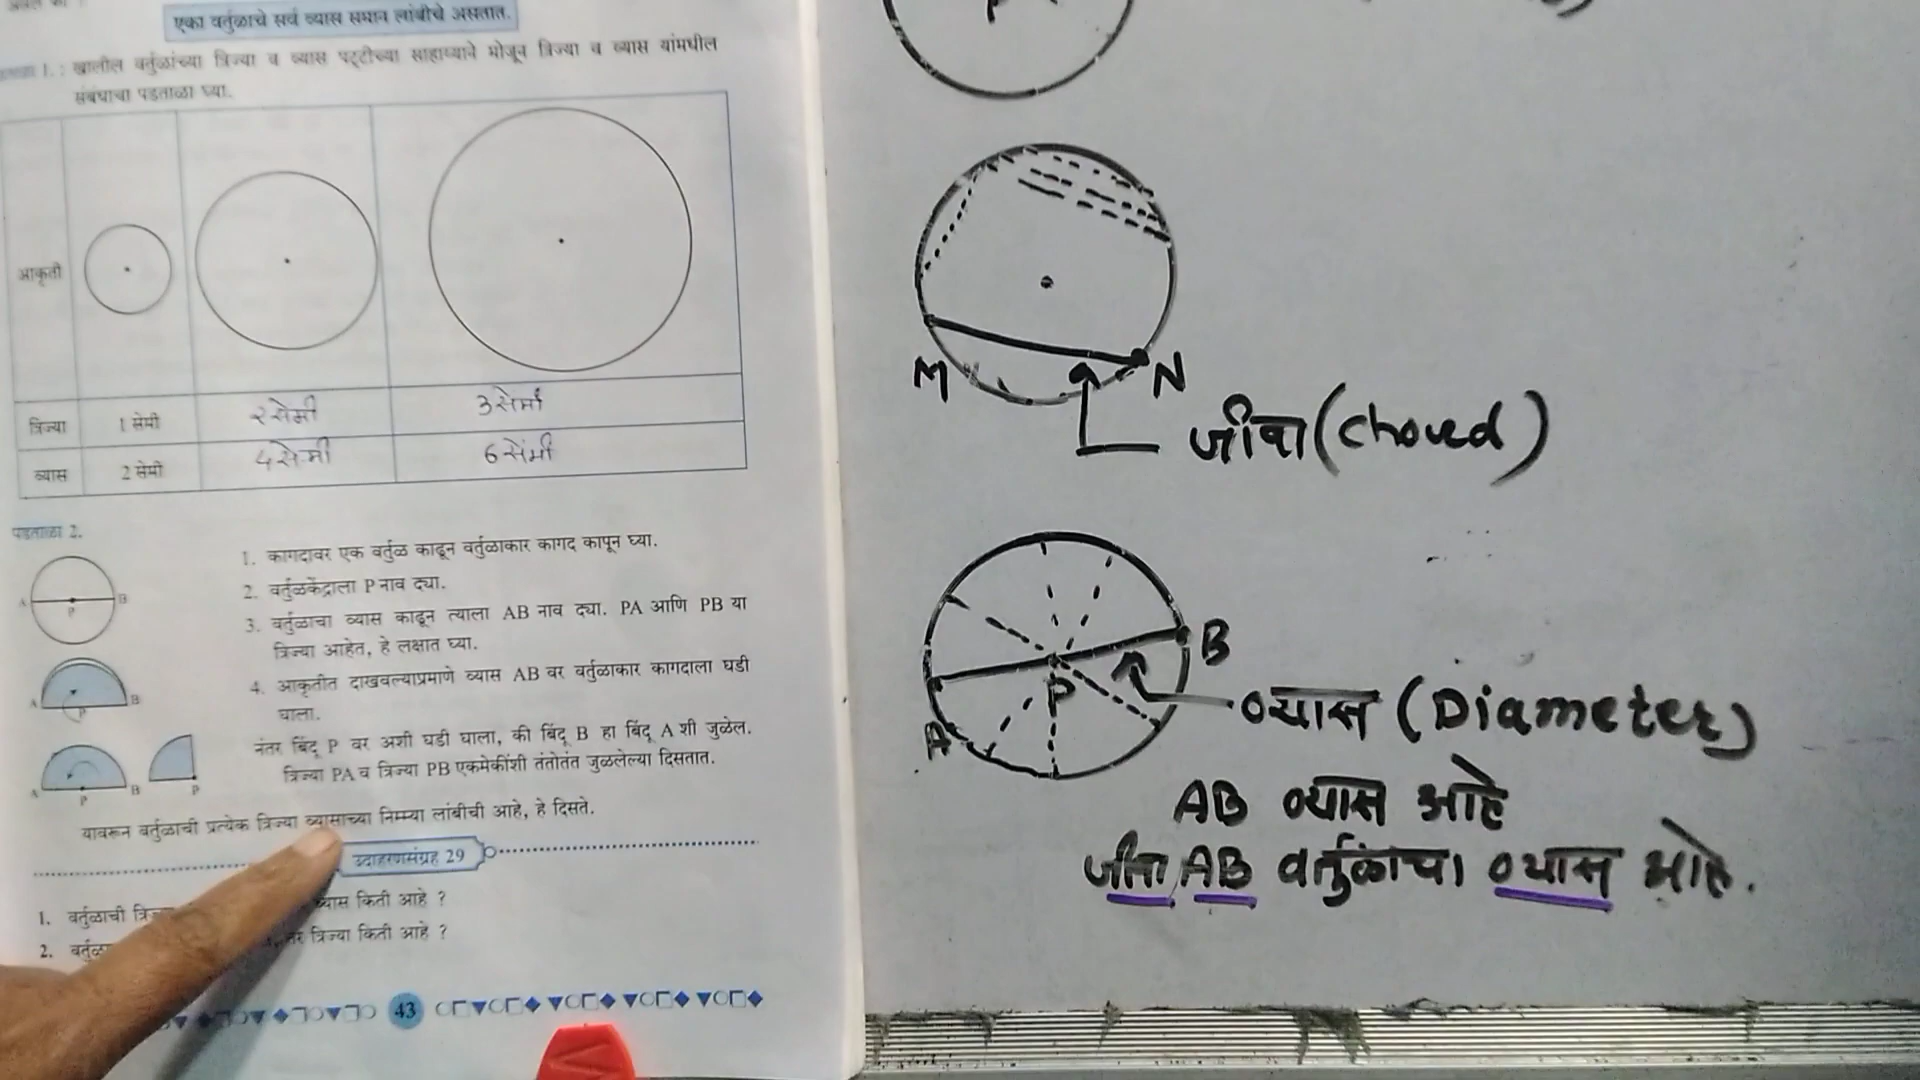 एका वर्तुळाचे सर्व व्यास समान लांबीचे असतात.
1. : खालील वर्तुळांच्या त्रिज्या व व्यास पट्टीच्या साहाय्याने मोजून त्रिज्या व व्यास यांमधील
संबंधाचा पडताळा घ्या.
आकृती
त्रिज्या 1 सेमी २सेमी 3सेमी
व्यास 2 सेमी 4सेमी 6सेंमी
पडताळा 2.
1. कागदावर एक वर्तुळ काढून वर्तुळाकार कागद कापून घ्या.
2. वर्तुळकेंद्राला P नाव द्या.
A P B
3. वर्तुळाचा व्यास काढून त्याला AB नाव द्या. PA आणि PB या
त्रिज्या आहेत, हे लक्षात घ्या.
4. आकृतीत दाखवल्याप्रमाणे व्यास AB वर वर्तुळाकार कागदाला घडी
घाला.
A P B
नंतर बिंदू P वर अशी घडी घाला, की बिंदू B हा बिंदू A शी जुळेल.
त्रिज्या PA व त्रिज्या PB एकमेकींशी तंतोतंत जुळलेल्या दिसतात.
A P B P
यावरून वर्तुळाची प्रत्येक त्रिज्या व्यासाच्या निम्म्या लांबीची आहे, हे दिसते.
उदाहरणसंग्रह 29
1. वर्तुळाची व्यास किती आहे ?
2. तर त्रिज्या किती आहे ?
43
M N
जीवा (Choved)
A P B
व्यास (Diameter)
AB व्यास आहे
जीवा AB वर्तुळाचा व्यास आहे.